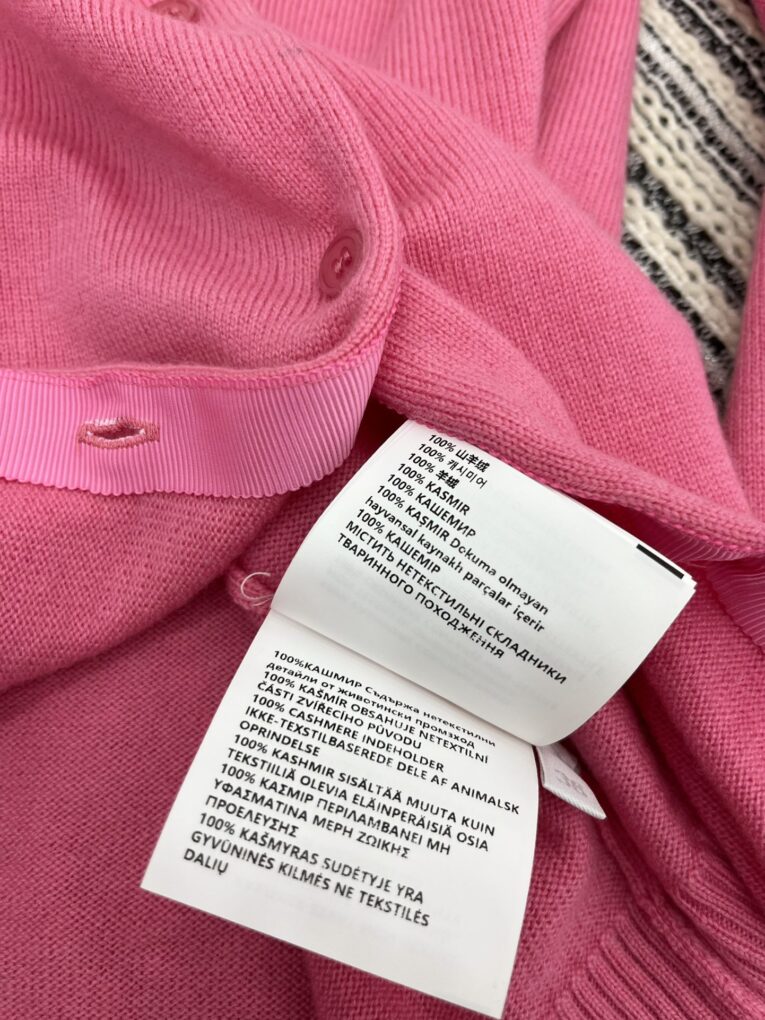 100% 山羊绒
100% 캐시미어
100% 羊绒
100% KASMIR
100% КАШЕМИР
100% KAŞMIR Dokuma olmayan
hayvansal kaynaklı parçalar içerir
100% КАШЕМІР
МІСТИТЬ НЕТЕКСТИЛЬНІ СКЛАДНИКИ
ТВАРИННОГО ПОХОДЖЕННЯ
100%КАШМИР Съдържа нетекстилни
детайли от животински произход
100% KAŠMÍR OBSAHUJE NETEXTILNÍ
ČÁSTI ZVÍŘECÍHO PŮVODU
100% CASHMERE INDEHOLDER
IKKE-TEXSTILBASEREDE DELE AF ANIMALSK
OPRINDELSE
100% KASHMIR SISÄLTÄÄ MUUTA KUIN
TEKSTIILIÄ OLEVIA ELÄINPERÄISIÄ OSIA
100% ΚΑΣΜΙΡ ΠΕΡΙΛΑΜΒΑΝΕΙ ΜΗ
ΥΦΑΣΜΑΤΙΝΑ ΜΕΡΗ ΖΩΙΚΗΣ
ΠΡΟΕΛΕΥΣΗΣ
100% KAŠMYRAS SUDĖTYJE YRA
GYVŪNINĖS KILMĖS NE TEKSTILĖS
DALIŲ